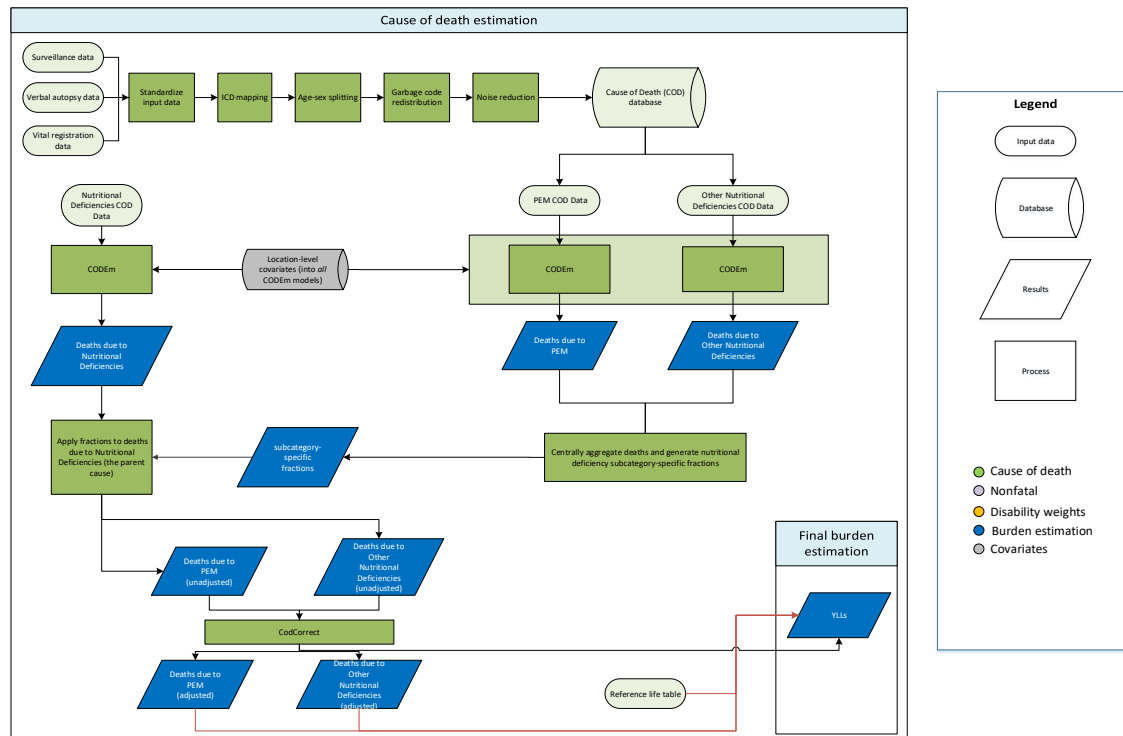 Cause of death estimation
Surveillance data
Verbal autopsy data
Vital registration
data
Standardize
input data
ICD mapping
Age-sex splitting
Garbage code
redistribution
Noise reduction
Cause of Death (COD)
database
Nutritional
Deficiencies COD
Data
PEM COD Data
Other Nutritional
Deficiencies COD Data
CODEm
Location-level
covariates (into all
CODEm models)
CODEm
CODEm
Deaths due to
Nutritional
Deficiencies
Deaths due to
PEM
Deaths due to
Other Nutritional
Deficiencies
Apply fractions to deaths
due to Nutritional
Deficiencies (the parent
cause)
subcategory-
specific
fractions
Centrally aggregate deaths and generate nutritional
deficiency subcategory-specific fractions
Deaths due to
PEM
(unadjusted)
Deaths due to
Other
Nutritional
Deficiencies
(unadjusted)
CodCorrect
Deaths due to
PEM
(adjusted)
Deaths due to
Other
Nutritional
Deficiencies
(adjusted)
Reference life table
Final burden
estimation
YLLs
Legend
Input data
Database
Results
Process
Cause of death
Nonfatal
Disability weights
Burden estimation
Covariates